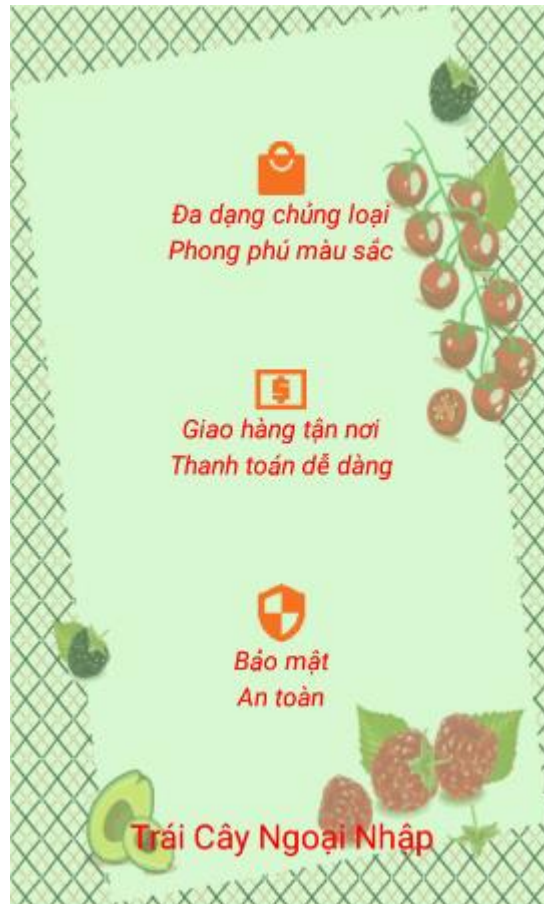 Đa dạng chủng loại
Phong phú màu sắc
$
Giao hàng tận nơi
Thanh toán dễ dàng
Bảo mật
An toàn
Trái Cây Ngoại Nhập